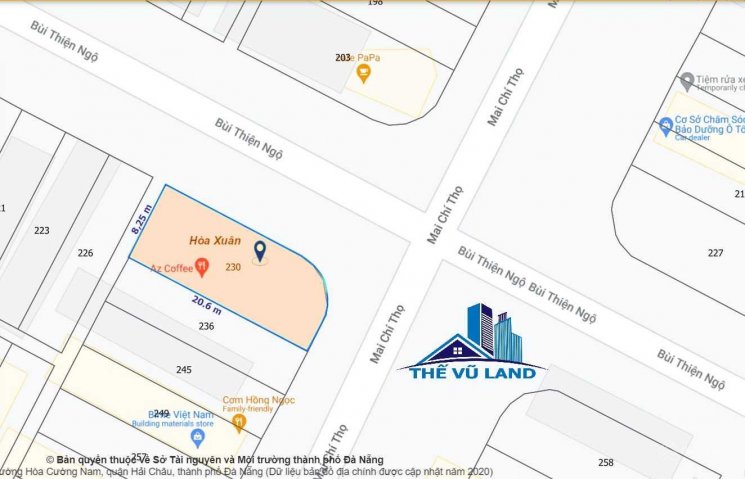 198
Bùi Thiện Ngộ
203
PaPa
Mai Chí Thọ
Tiệm rửa xe
Temporarily cl
Bùi Thiện Ngộ
Cơ Sở Chăm Sóc
Bảo Dưỡng Ô Tô
Car dealer
21
223
226
8.25 m
Hòa Xuân
Az Coffee
230
20.6 m
Mai Chí Thọ
227
Bùi Thiện Ngộ
Bùi Thiện Ngộ
236
Mai Chí Thọ
Bùi Thiện Ngộ
THẾ VŨ LAND
245
Cơm Hồng Ngọc
Family-friendly
249
Việt Nam
Building materials store
Mai Chí Thọ
257
258
© Bản quyền thuộc Về Sở Tài nguyên và Môi trường thành phố Đà Nẵng
ường Hòa Cường Nam, quận Hải Châu, thành phố Đà Nẵng (Dữ liệu bản đồ địa chính được cập nhật năm 2020)